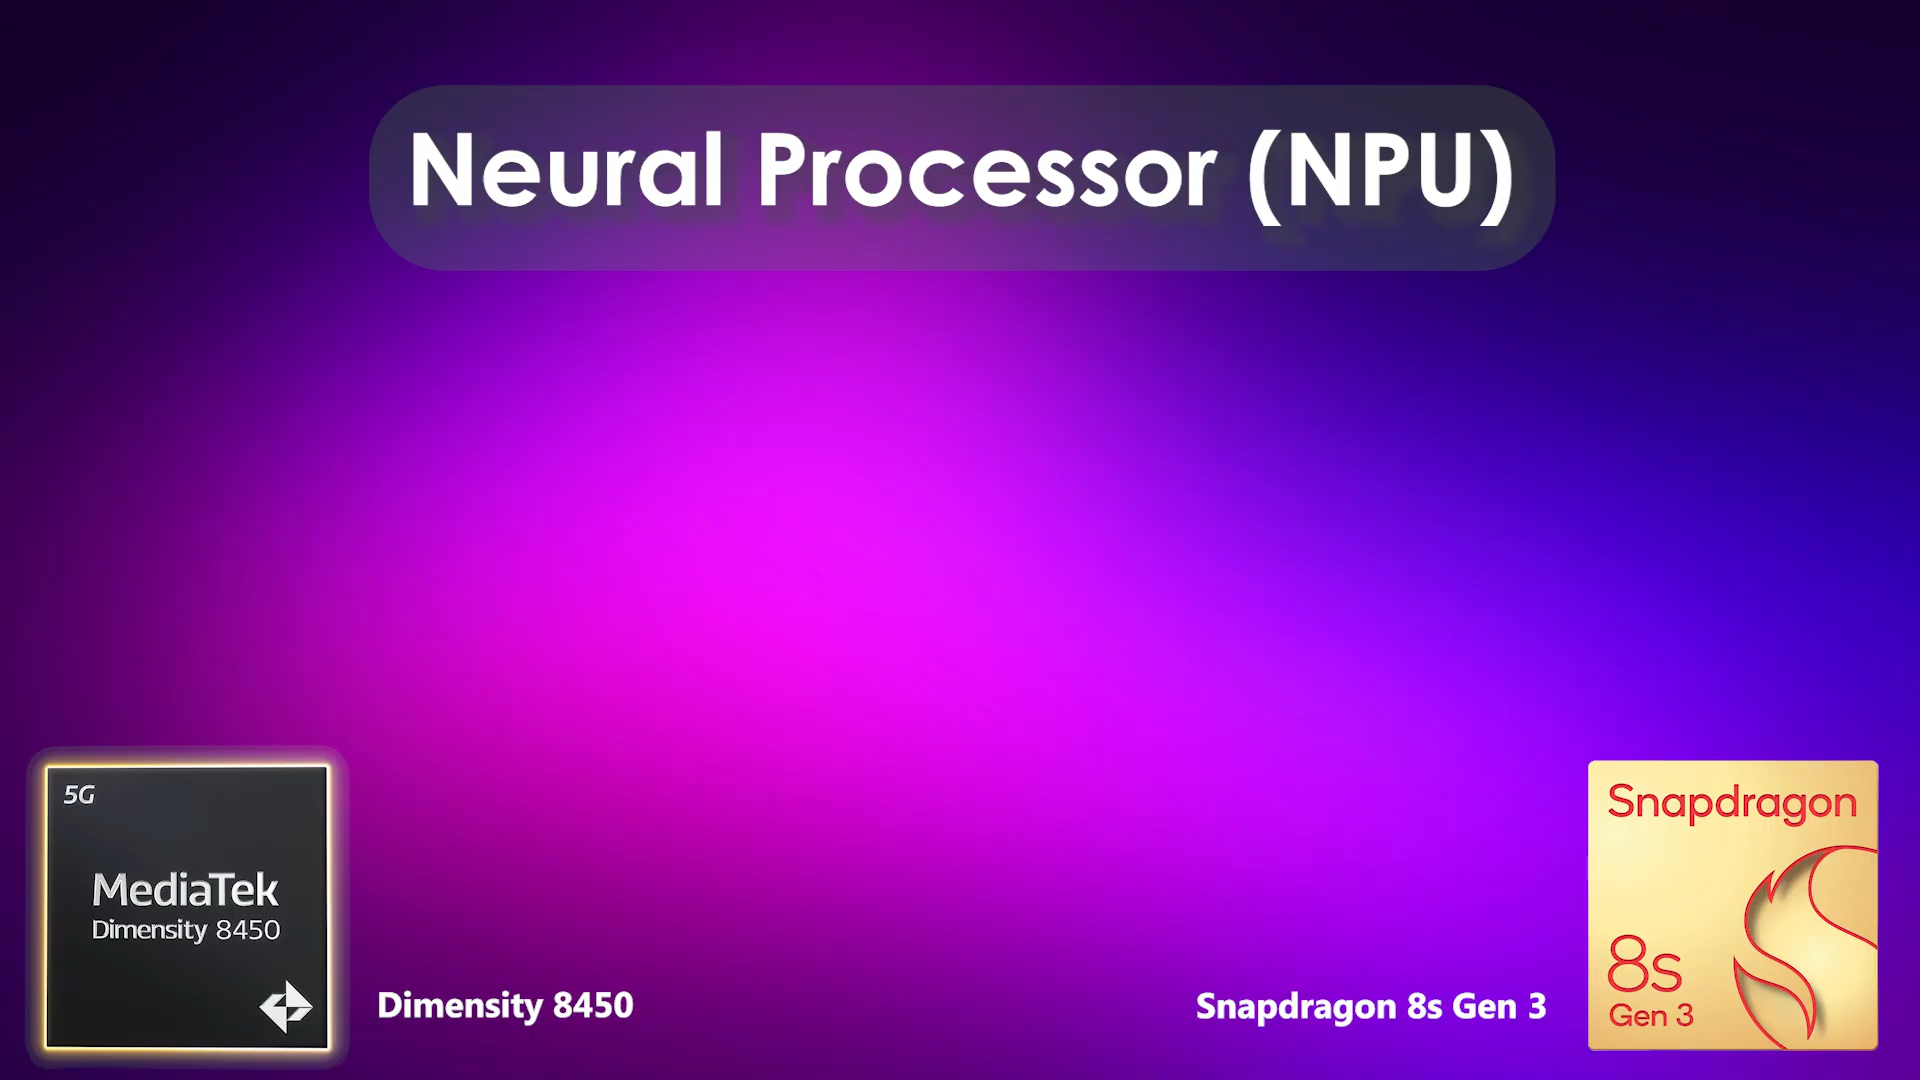 Neural Processor (NPU)
5G
MediaTek
Dimensity 8450
Dimensity 8450
Snapdragon 8s Gen 3
Snapdragon
8s
Gen 3